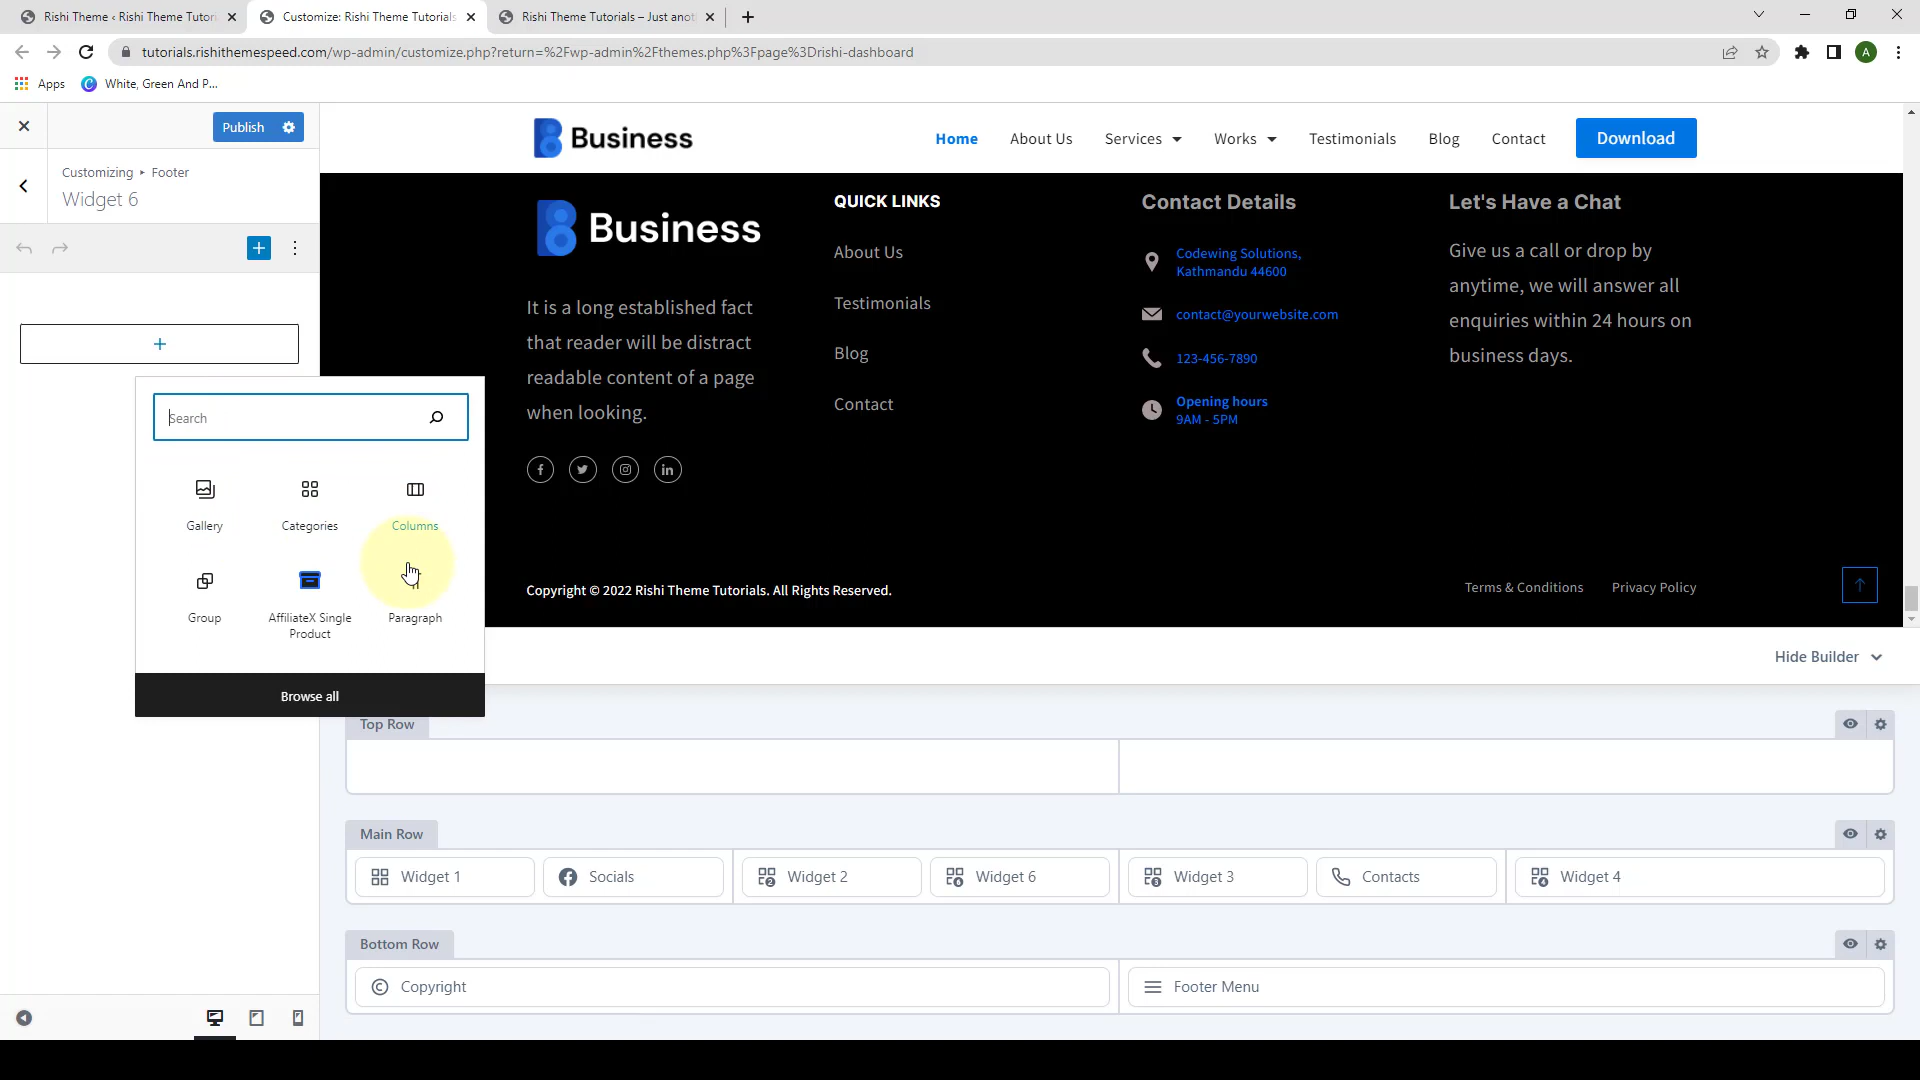 Rishi Theme ‹ Rishi Theme Tutori
Customize: Rishi Theme Tutorials
Rishi Theme Tutorials – Just anot
tutorials.rishithemespeed.com/wp-admin/customize.php?return=%2Fwp-admin%2Fthemes.php%3Fpage%3Drishi-dashboard
A
Apps
White, Green And P...
Publish
Customizing ▸ Footer
Widget 6
Search
Gallery
Categories
Columns
Group
AffiliateX Single
Product
Paragraph
Browse all
Business
Home
About Us
Services
Works
Testimonials
Blog
Contact
Download
Business
It is a long established fact
that reader will be distract
readable content of a page
when looking.
QUICK LINKS
About Us
Testimonials
Blog
Contact
Contact Details
Codewing Solutions,
Kathmandu 44600
contact@yourwebsite.com
123-456-7890
Opening hours
9AM - 5PM
Let's Have a Chat
Give us a call or drop by
anytime, we will answer all
enquiries within 24 hours on
business days.
Copyright © 2022 Rishi Theme Tutorials. All Rights Reserved.
Terms & Conditions
Privacy Policy
Hide Builder
Top Row
Main Row
Widget 1
Socials
Widget 2
Widget 6
Widget 3
Contacts
Widget 4
Bottom Row
Copyright
Footer Menu